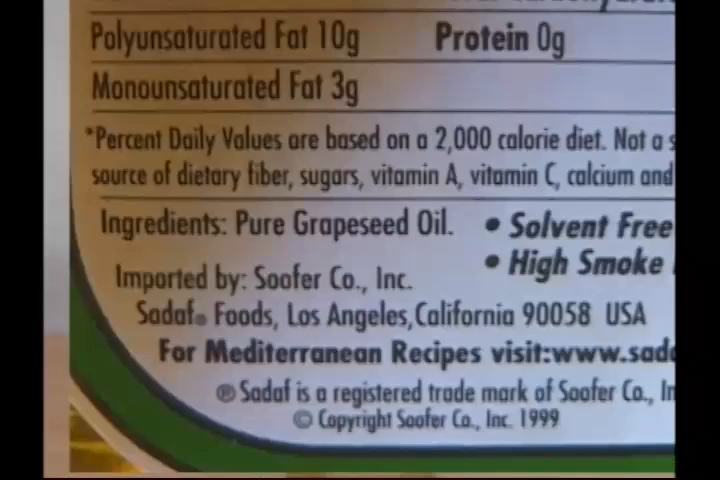 Polyunsaturated Fat 10g Protein 0g
Monounsaturated Fat 3g
*Percent Daily Values are based on a 2,000 calorie diet. Not a s
source of dietary fiber, sugars, vitamin A, vitamin C, calcium and
Ingredients: Pure Grapeseed Oil. • Solvent Free
• High Smoke
Imported by: Soofer Co., Inc.
Sadaf® Foods, Los Angeles,California 90058 USA
For Mediterranean Recipes visit:www.sada
® Sadaf is a registered trade mark of Soofer Co., In
© Copyright Soofer Co., Inc. 1999